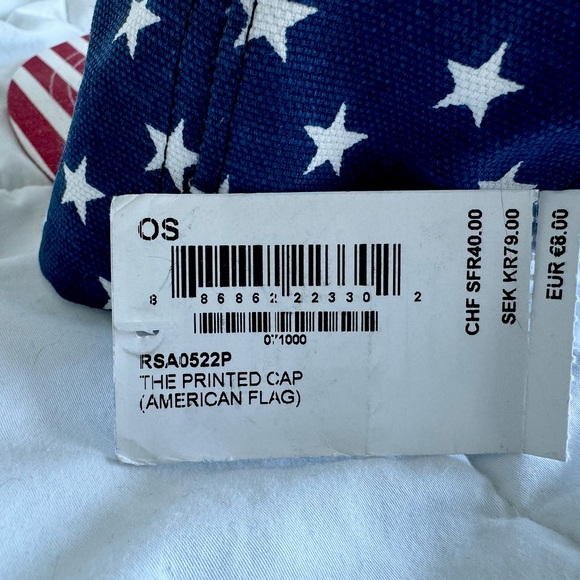 OS
8 86862 22330 2
071000
RSA0522P
THE PRINTED CAP
(AMERICAN FLAG)
CHF SFR40.00
SEK KR79.00
EUR €8.00